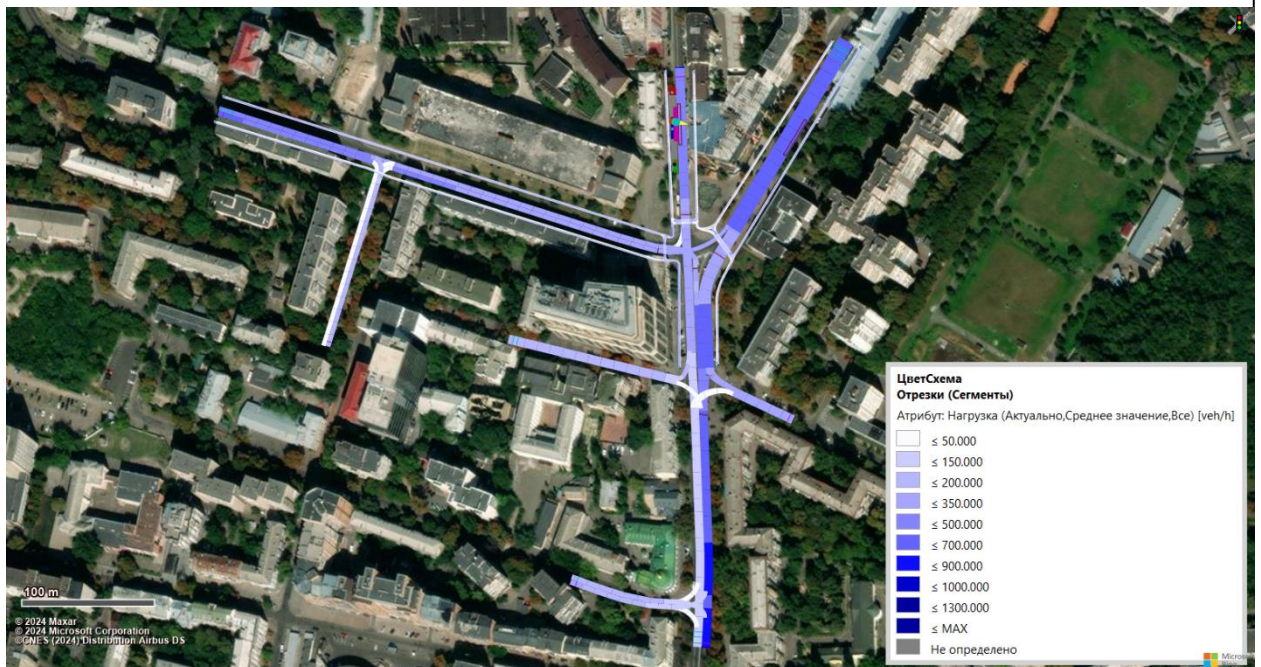 ЦветСхема
Отрезки (Сегменты)
Атрибут: Нагрузка (Актуально,Среднее значение,Все) [veh/h]
≤ 50.000
≤ 150.000
≤ 200.000
≤ 350.000
≤ 500.000
≤ 700.000
≤ 900.000
≤ 1000.000
≤ 1300.000
≤ MAX
Не определено
100 m
© 2024 Maxar
© 2024 Microsoft Corporation
©CNES (2024) Distribution Airbus DS